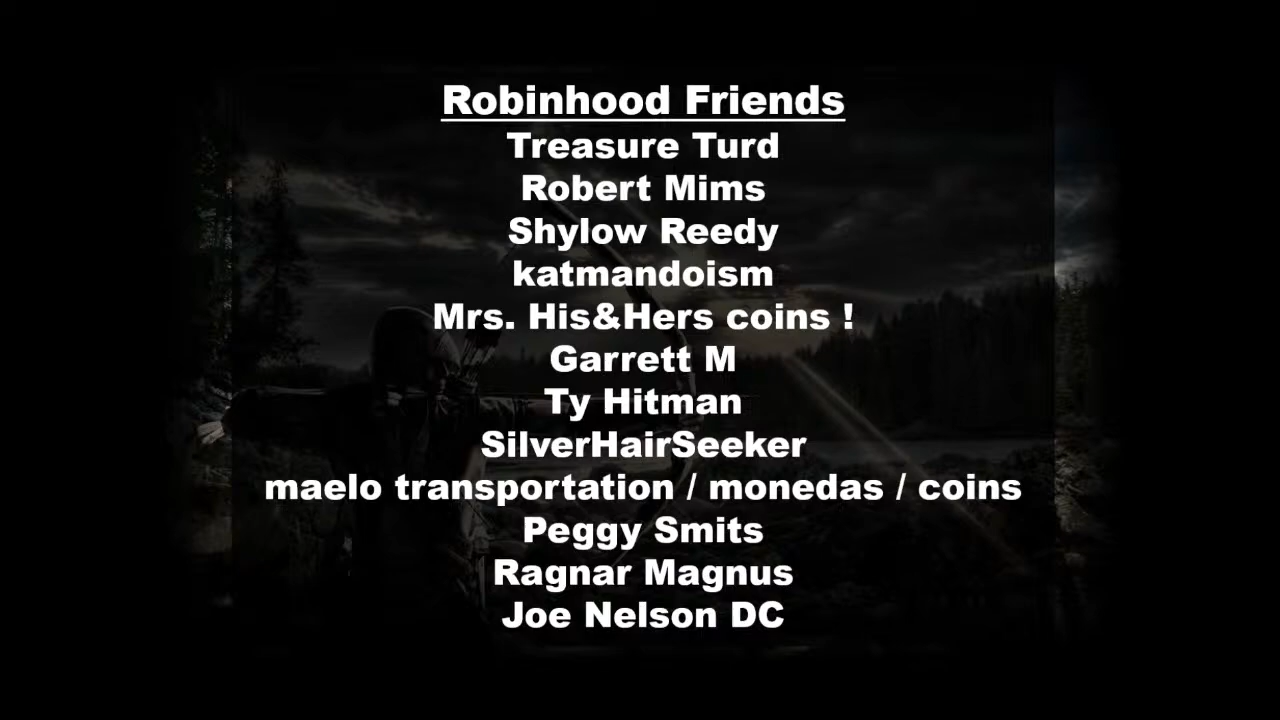 Robinhood Friends
Treasure Turd
Robert Mims
Shylow Reedy
katmandoism
Mrs. His&Hers coins !
Garrett M
Ty Hitman
SilverHairSeeker
maelo transportation / monedas / coins
Peggy Smits
Ragnar Magnus
Joe Nelson DC